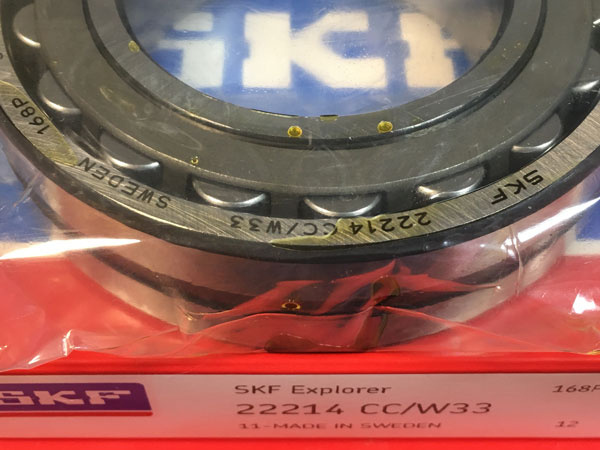 SKF
168P
SWEDEN
22214 CC/W33
SKF
SKF
SKF Explorer
22214 CC/W33
11-MADE IN SWEDEN
168P
12